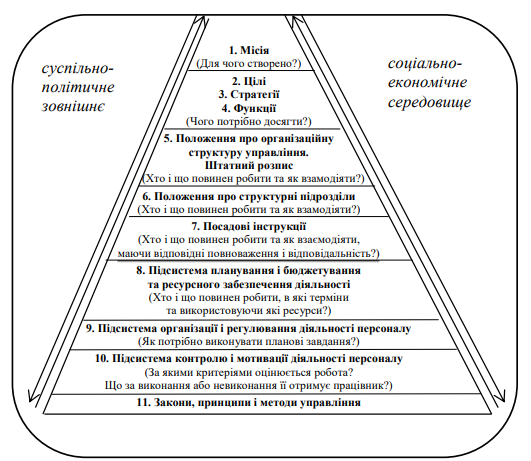 суспільно-
політичне
зовнішнє
соціально-
економічне
середовище
1. Місія
(Для чого створено?)
2. Цілі
3. Стратегії
4. Функції
(Чого потрібно досягти?)
5. Положення про організаційну
структуру управління.
Штатний розпис
(Хто і що повинен робити та як взамодіяти?)
6. Положення про структурні підрозділи
(Хто і що повинен робити та як взамодіяти?)
7. Посадові інструкції
(Хто і що повинен робити та як взаємодіяти,
маючи відповідні повноваження і відповідальність?)
8. Підсистема планування і бюджетування
та ресурсного забезпечення діяльності
(Хто і що повинен робити, в які терміни
та використовуючи які ресурси?)
9. Підсистема організації і регулювання діяльності персоналу
(Як потрібно виконувати планові завдання?)
10. Підсистема контролю і мотивації діяльності персоналу
(За якими критеріями оцінюється робота?
Що за виконання або невиконання її отримує працівник?)
11. Закони, принципи і методи управління